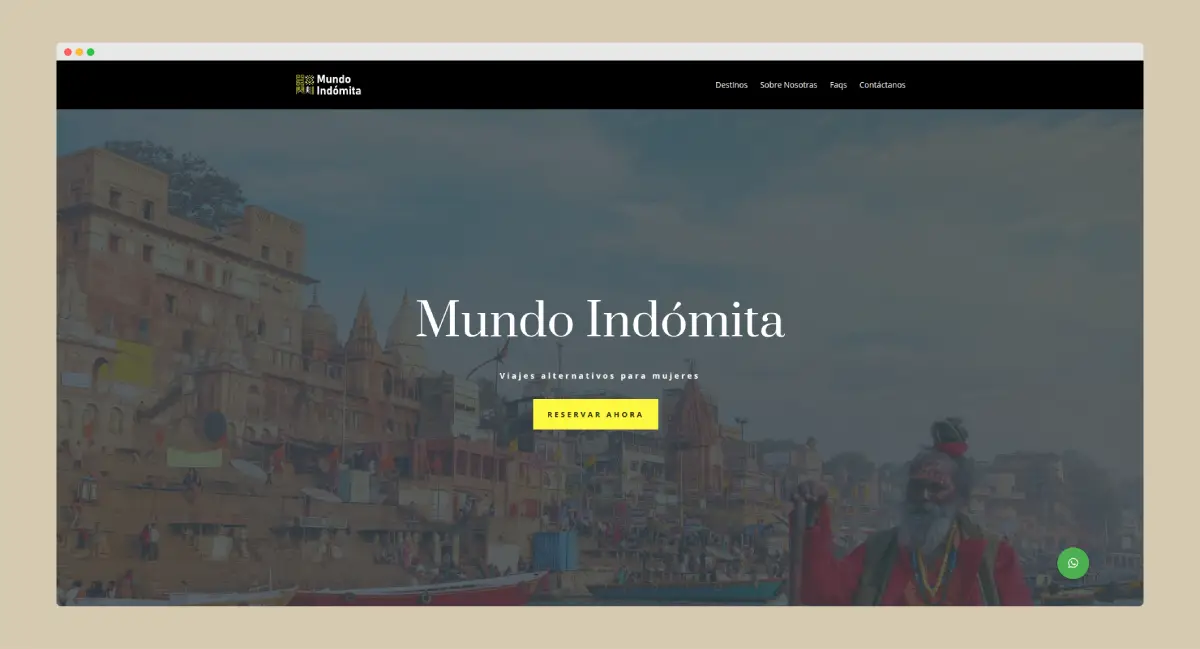 Mundo
Indómita
Destinos Sobre Nosotras Faqs Contáctanos
Mundo Indómita
Viajes alternativos para mujeres
RESERVAR AHORA